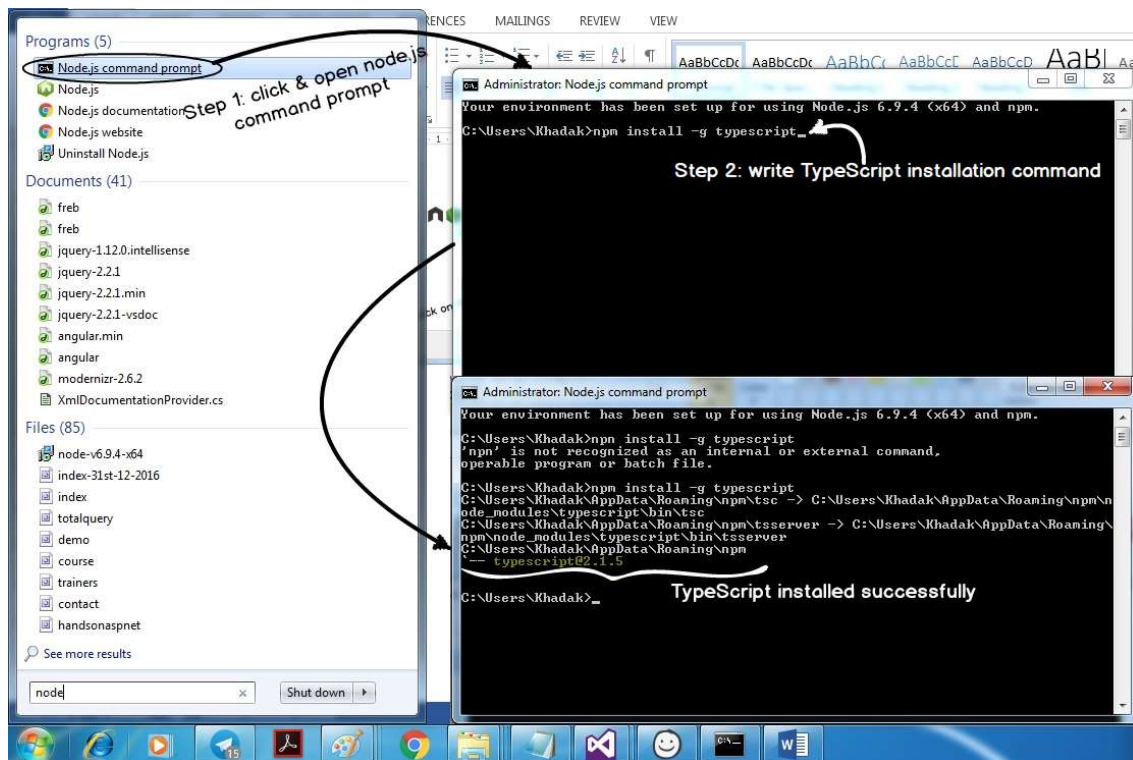 Programs (5)
Node.js command prompt
Node.js
Node.js documentation
Node.js website
Uninstall Node.js
Documents (41)
freb
freb
jquery-1.12.0.intellisense
jquery-2.2.1
jquery-2.2.1.min
jquery-2.2.1-vsdoc
angular.min
angular
modernizr-2.6.2
XmlDocumentationProvider.cs
Files (85)
node-v6.9.4-x64
index-31st-12-2016
index
totalquery
demo
course
trainers
contact
handsonaspnet
See more results
node
Shut down
Step 1: click & open node.js
command prompt
MAILINGS REVIEW VIEW
AaBbCcDc AaBbCcDc AaBbCc AaBbCcE AaBbCcD AaBl
Administrator: Node.js command prompt
Your environment has been set up for using Node.js 6.9.4 (x64) and npm.
C:\Users\Khadak>npm install -g typescript_
Step 2: write TypeScript installation command
Administrator: Node.js command prompt
Your environment has been set up for using Node.js 6.9.4 (x64) and npm.
C:\Users\Khadak>npn install -g typescript
'npn' is not recognized as an internal or external command,
operable program or batch file.
C:\Users\Khadak>npm install -g typescript
C:\Users\Khadak\AppData\Roaming\npm\tsc -> C:\Users\Khadak\AppData\Roaming\npm\n
ode_modules\typescript\bin\tsc
C:\Users\Khadak\AppData\Roaming\npm\tsserver -> C:\Users\Khadak\AppData\Roaming\
npm\node_modules\typescript\bin\tsserver
C:\Users\Khadak\AppData\Roaming\npm
`-- typescript@2.1.5
C:\Users\Khadak>_
TypeScript installed successfully
15